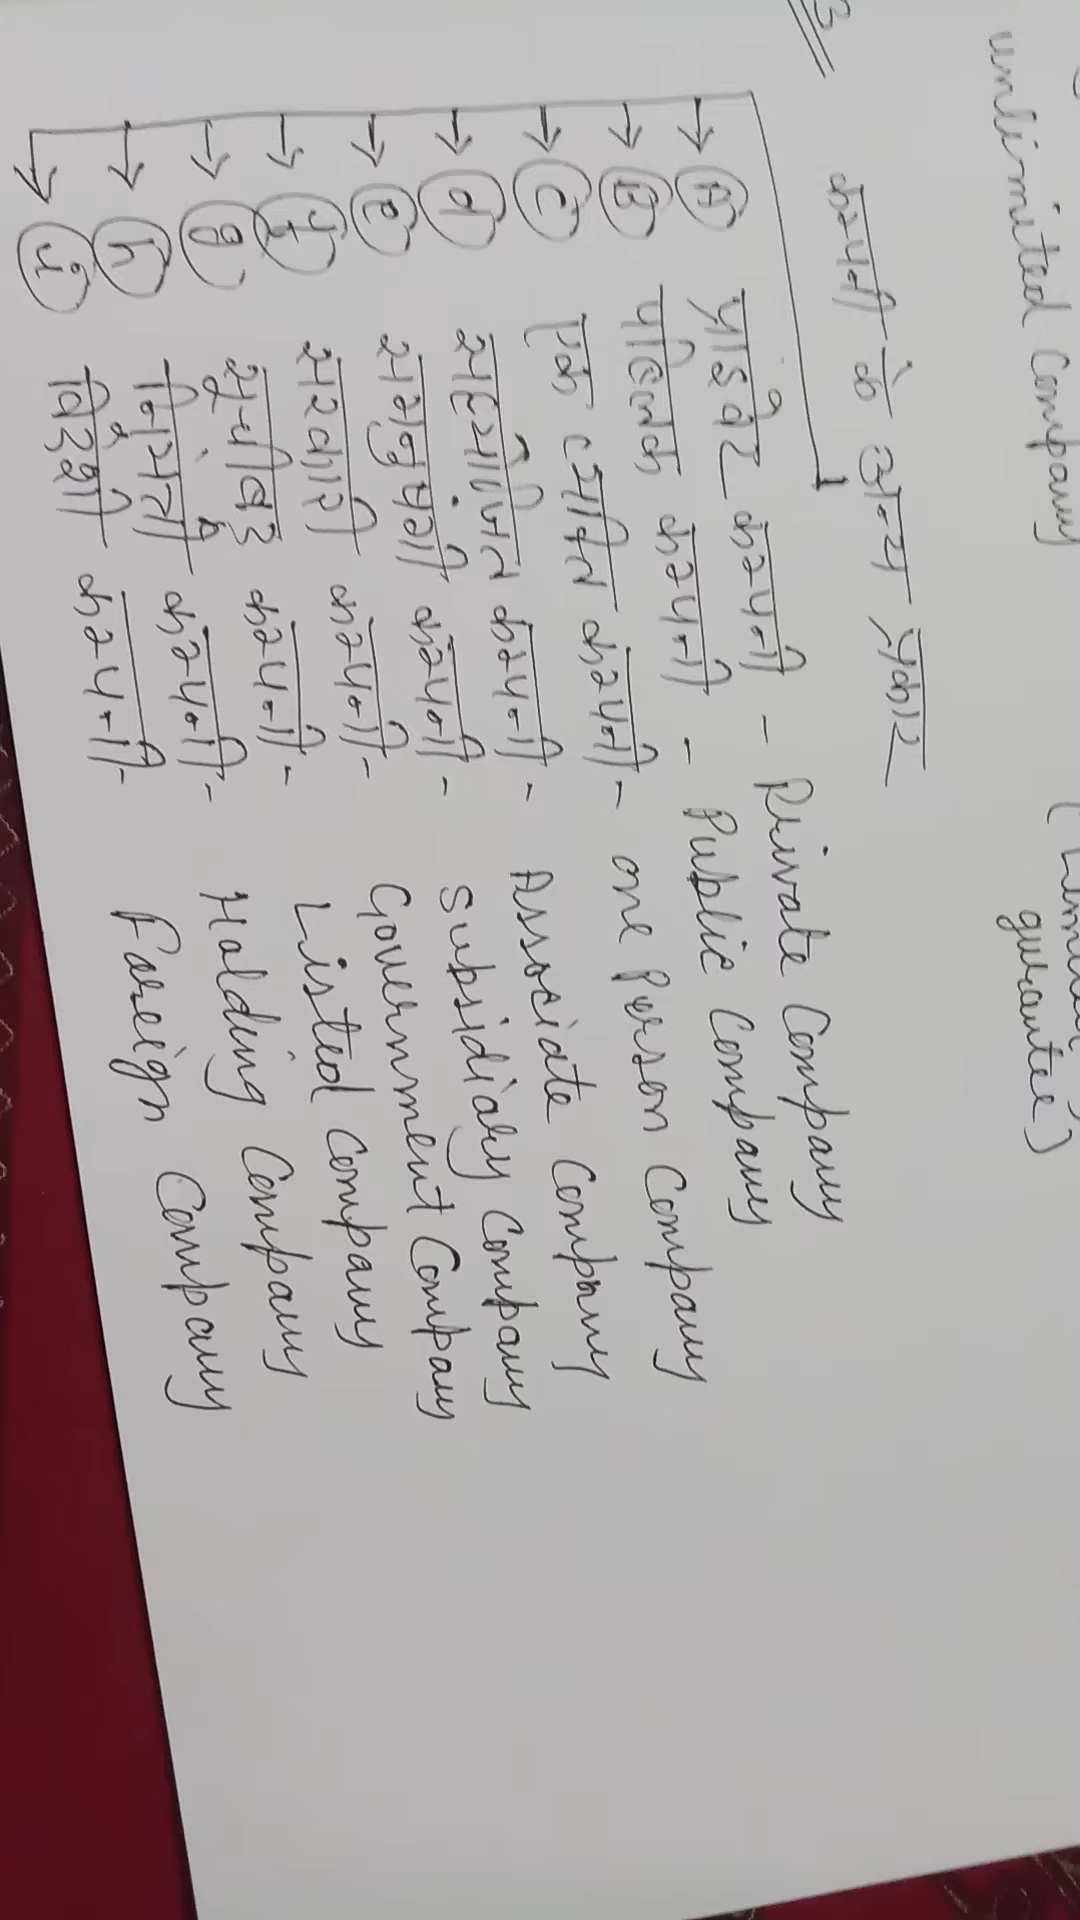 unlimited Company
guarantee)
3
कम्पनी के अन्य प्रकार
A प्राइवेट कम्पनी - Private Company
B पब्लिक कम्पनी - Public Company
C एक व्यक्ति कम्पनी - one Person Company
d सहयोजित कम्पनी - Associate Company
e समनुषंगी कम्पनी - Subsidiary Company
f सरकारी कम्पनी - Government Company
g सूचीबद्ध कम्पनी - Listed Company
h कम्पनी - Holding Company
i विदेशी कम्पनी - Foreign Company